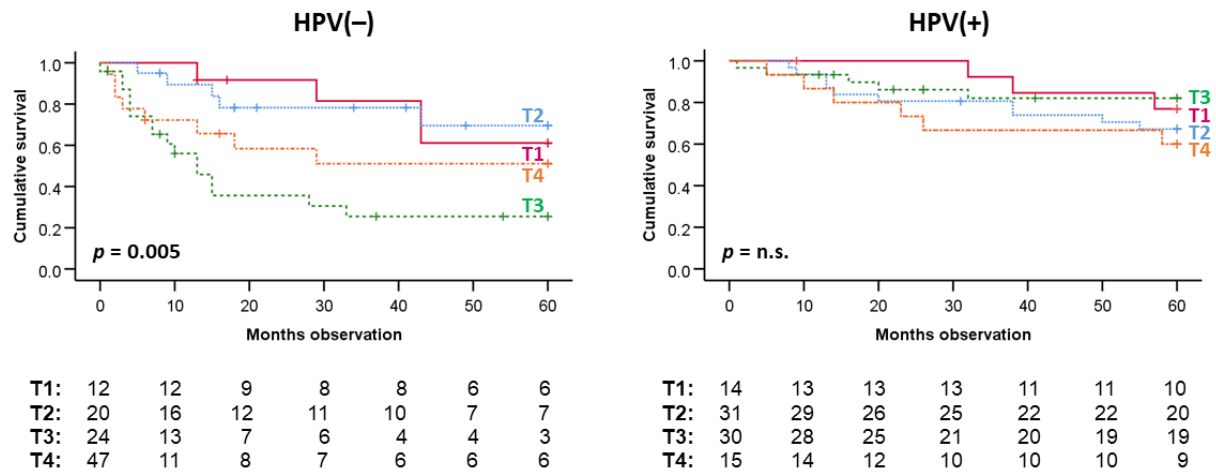 HPV(–)
Cumulative survival
1.0
0.8
0.6
0.4
0.2
0.0
T2
T1
T4
T3
p = 0.005
0 10 20 30 40 50 60
Months observation
T1: 12 12 9 8 8 6 6
T2: 20 16 12 11 10 7 7
T3: 24 13 7 6 4 4 3
T4: 47 11 8 7 6 6 6
HPV(+)
Cumulative survival
1.0
0.8
0.6
0.4
0.2
0.0
T3
T1
T2
T4
p = n.s.
0 10 20 30 40 50 60
Months observation
T1: 14 13 13 13 11 11 10
T2: 31 29 26 25 22 22 20
T3: 30 28 25 21 20 19 19
T4: 15 14 12 10 10 10 9